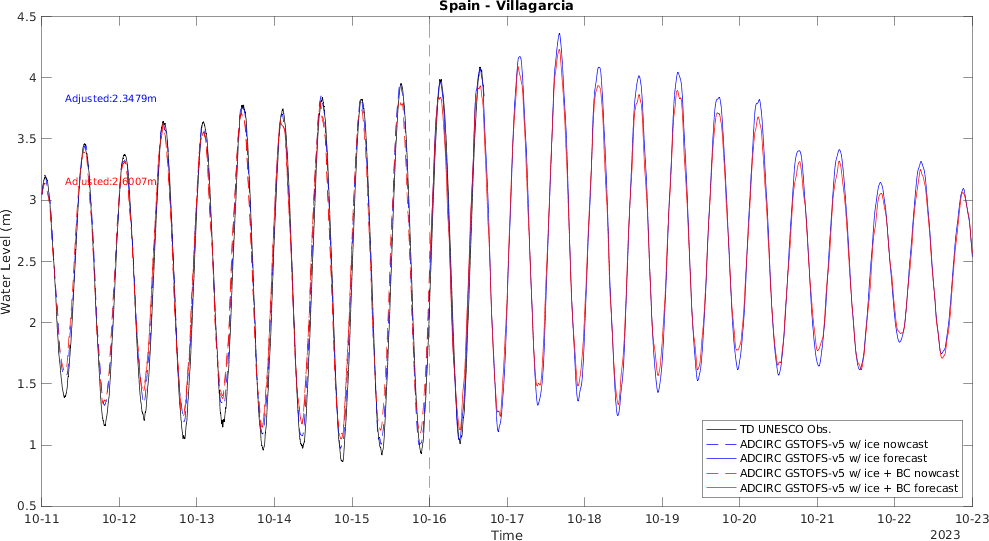 Spain - Villagarcia
4.5
4
3.5
3
2.5
2
1.5
1
0.5
Water Level (m)
Adjusted:2.3479m
Adjusted:2.6007m
TD UNESCO Obs.
ADCIRC GSTOFS-v5 w/ ice nowcast
ADCIRC GSTOFS-v5 w/ ice forecast
ADCIRC GSTOFS-v5 w/ ice + BC nowcast
ADCIRC GSTOFS-v5 w/ ice + BC forecast
10-11 10-12 10-13 10-14 10-15 10-16 10-17 10-18 10-19 10-20 10-21 10-22 10-23
Time
2023